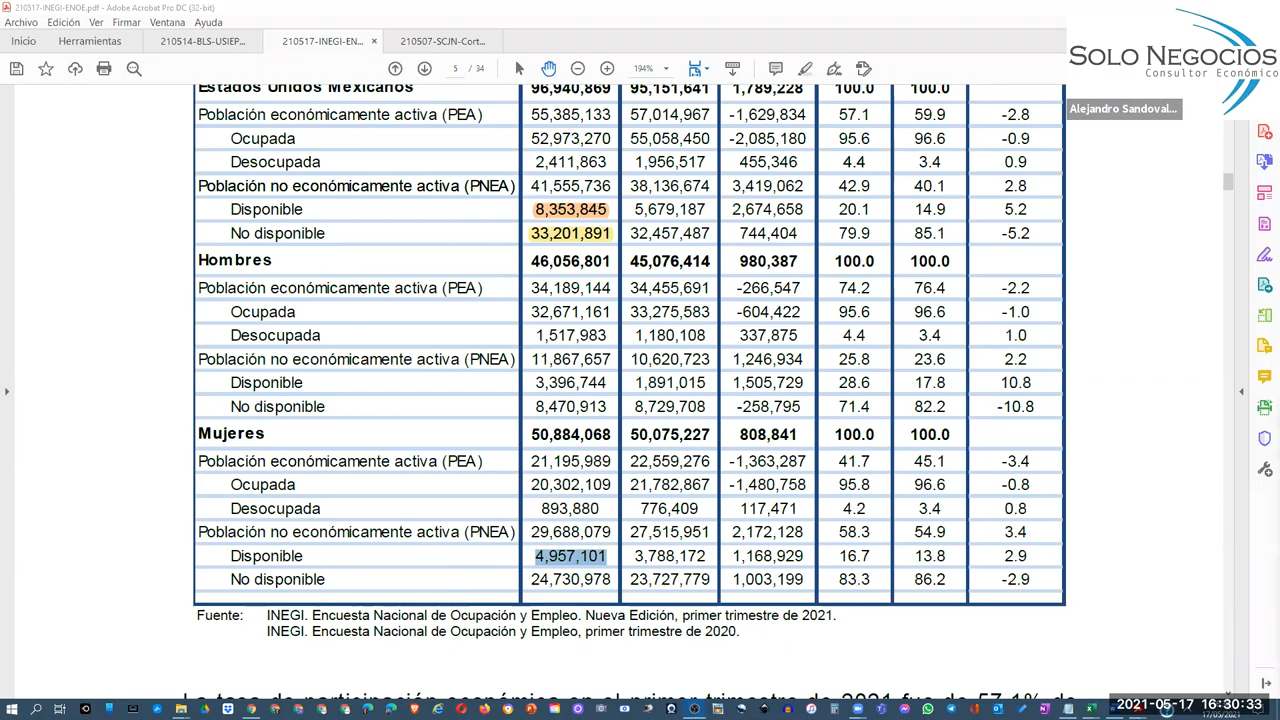 210517-INEGI-ENOE.pdf - Adobe Acrobat Pro DC (32-bit)
Archivo Edición Ver Firmar Ventana Ayuda
Inicio Herramientas 210514-BLS-USIEP... 210517-INEGI-EN... × 210507-SCJN-Cort...
5 / 34 194%
SOLO NEGOCIOS
Consultor Económico
Alejandro Sandoval...
Estados Unidos Mexicanos 96,940,869 95,151,641 1,789,228 100.0 100.0
Población económicamente activa (PEA) 55,385,133 57,014,967 -1,629,834 57.1 59.9 -2.8
Ocupada 52,973,270 55,058,450 -2,085,180 95.6 96.6 -0.9
Desocupada 2,411,863 1,956,517 455,346 4.4 3.4 0.9
Población no económicamente activa (PNEA) 41,555,736 38,136,674 3,419,062 42.9 40.1 2.8
Disponible 8,353,845 5,679,187 2,674,658 20.1 14.9 5.2
No disponible 33,201,891 32,457,487 744,404 79.9 85.1 -5.2
Hombres 46,056,801 45,076,414 980,387 100.0 100.0
Población económicamente activa (PEA) 34,189,144 34,455,691 -266,547 74.2 76.4 -2.2
Ocupada 32,671,161 33,275,583 -604,422 95.6 96.6 -1.0
Desocupada 1,517,983 1,180,108 337,875 4.4 3.4 1.0
Población no económicamente activa (PNEA) 11,867,657 10,620,723 1,246,934 25.8 23.6 2.2
Disponible 3,396,744 1,891,015 1,505,729 28.6 17.8 10.8
No disponible 8,470,913 8,729,708 -258,795 71.4 82.2 -10.8
Mujeres 50,884,068 50,075,227 808,841 100.0 100.0
Población económicamente activa (PEA) 21,195,989 22,559,276 -1,363,287 41.7 45.1 -3.4
Ocupada 20,302,109 21,782,867 -1,480,758 95.8 96.6 -0.8
Desocupada 893,880 776,409 117,471 4.2 3.4 0.8
Población no económicamente activa (PNEA) 29,688,079 27,515,951 2,172,128 58.3 54.9 3.4
Disponible 4,957,101 3,788,172 1,168,929 16.7 13.8 2.9
No disponible 24,730,978 23,727,779 1,003,199 83.3 86.2 -2.9
Fuente: INEGI. Encuesta Nacional de Ocupación y Empleo. Nueva Edición, primer trimestre de 2021.
INEGI. Encuesta Nacional de Ocupación y Empleo, primer trimestre de 2020.
La tasa de participación económica en el primer trimestre de 2021 fue de 57.1% de
2021-05-17 16:30:33
17/05/2021